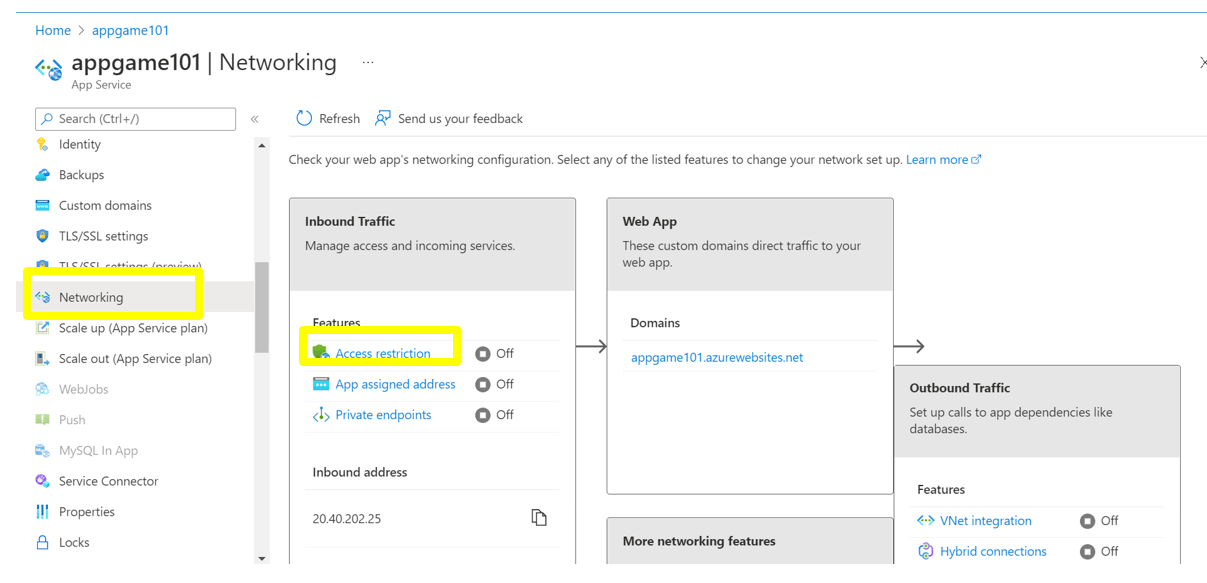 Home > appgame101
appgame101 | Networking ...
App Service
Search (Ctrl+/) «
Identity
Backups
Custom domains
TLS/SSL settings
TLS/SSL settings (preview)
Networking
Scale up (App Service plan)
Scale out (App Service plan)
WebJobs
Push
MySQL In App
Service Connector
Properties
Locks
Refresh
Send us your feedback
Check your web app's networking configuration. Select any of the listed features to change your network set up. Learn more
Inbound Traffic
Manage access and incoming services.
Features
Access restriction Off
App assigned address Off
Private endpoints Off
Inbound address
20.40.202.25
Web App
These custom domains direct traffic to your
web app.
Domains
appgame101.azurewebsites.net
More networking features
Outbound Traffic
Set up calls to app dependencies like
databases.
Features
VNet integration Off
Hybrid connections Off